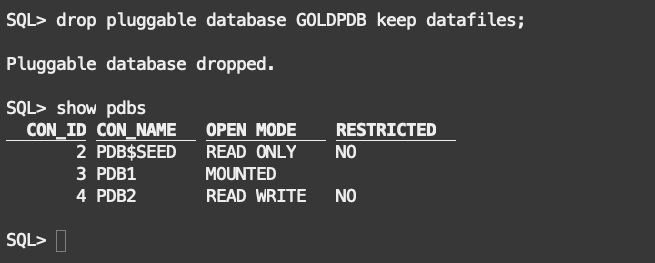 SQL> drop pluggable database GOLDPDB keep datafiles;
Pluggable database dropped.
SQL> show pdbs
CON_ID CON_NAME OPEN MODE RESTRICTED
2 PDB$SEED READ ONLY NO
3 PDB1 MOUNTED
4 PDB2 READ WRITE NO
SQL>